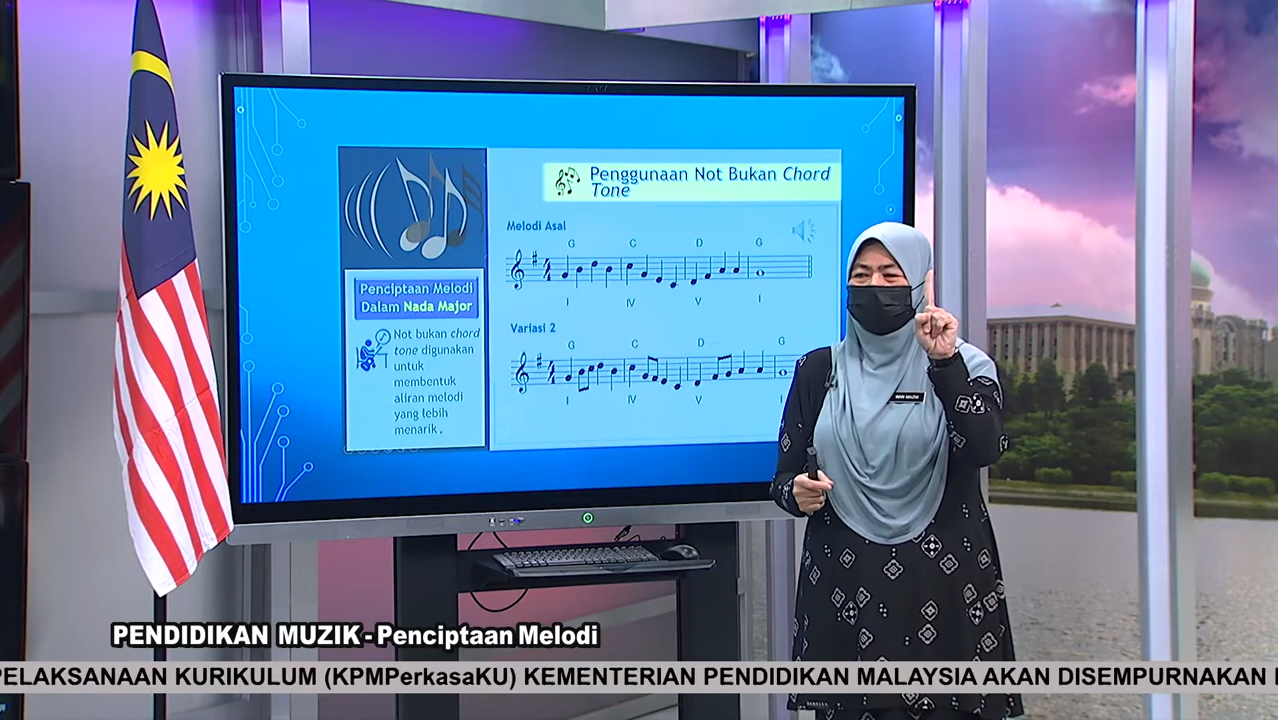 Penggunaan Not Bukan Chord
Tone
Melodi Asal
G C D G
I IV V I
Penciptaan Melodi
Dalam Nada Major
Not bukan chord
tone digunakan
untuk
membentuk
aliran melodi
yang lebih
menarik.
Variasi 2
G C D G
I IV V I
PENDIDIKAN MUZIK - Penciptaan Melodi
PELAKSANAAN KURIKULUM (KPMPerkasaKU) KEMENTERIAN PENDIDIKAN MALAYSIA AKAN DISEMPURNAKAN